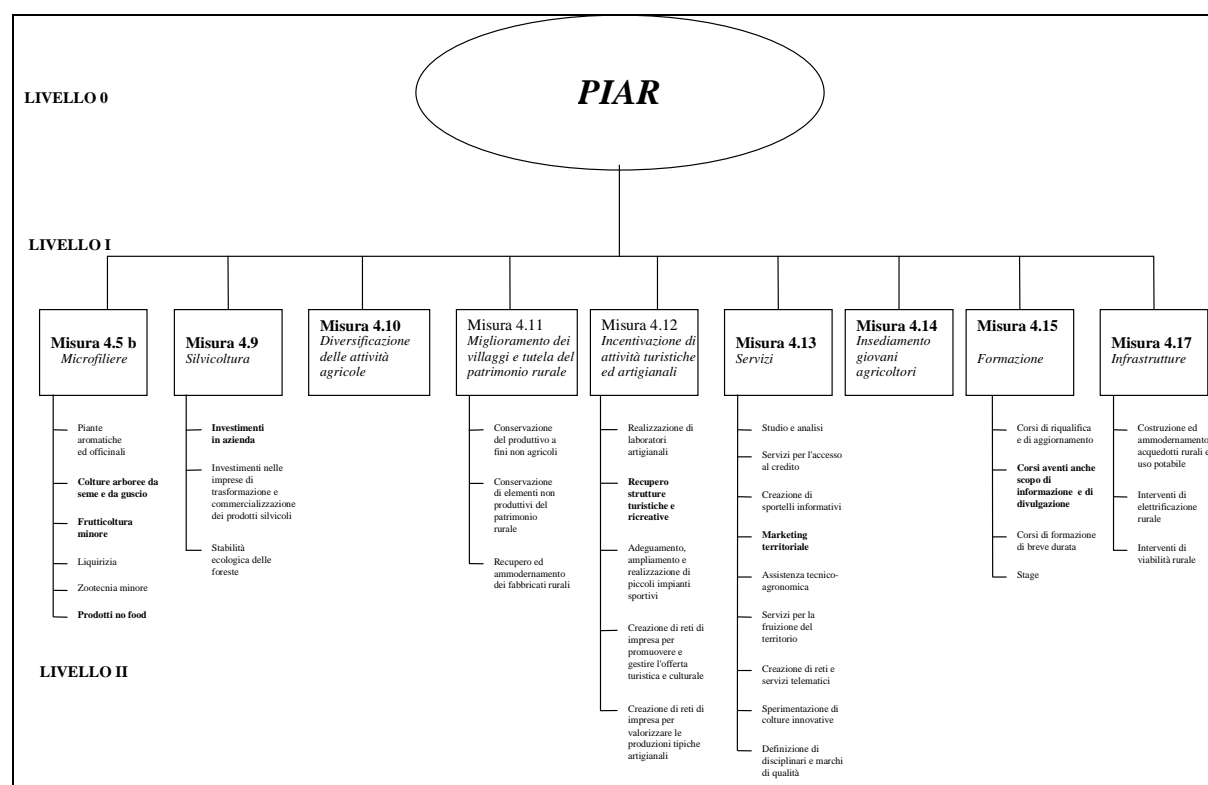 PIAR
LIVELLO 0
LIVELLO I
Misura 4.5 b
Microfiliere
Misura 4.9
Silvicoltura
Misura 4.10
Diversificazione
delle attività
agricole
Misura 4.11
Miglioramento dei
villaggi e tutela del
patrimonio rurale
Misura 4.12
Incentivazione di
attività turistiche
ed artigianali
Misura 4.13
Servizi
Misura 4.14
Insediamento
giovani
agricoltori
Misura 4.15
Formazione
Misura 4.17
Infrastrutture
Piante
aromatiche
ed officinali
Colture arboree da
seme e da guscio
Frutticoltura
minore
Liquirizia
Zootecnia minore
Prodotti no food
Investimenti
in azienda
Investimenti nelle
imprese di
trasformazione e
commercializzazione
dei prodotti silvicoli
Stabilità
ecologica delle
foreste
Conservazione
del produttivo a
fini non agricoli
Conservazione
di elementi non
produttivi del
patrimonio
rurale
Recupero ed
ammodernamento
dei fabbricati rurali
Realizzazione di
laboratori
artigianali
Recupero
strutture
turistiche e
ricreative
Adeguamento,
ampliamento e
realizzazione di
piccoli impianti
sportivi
Creazione di reti di
impresa per
promuovere e
gestire l'offerta
turistica e culturale
Creazione di reti di
impresa per
valorizzare le
produzioni tipiche
artigianali
Studio e analisi
Servizi per l'accesso
al credito
Creazione di
sportelli informativi
Marketing
territoriale
Assistenza tecnico-
agronomica
Servizi per la
fruizione del
territorio
Creazione di reti e
servizi telematici
Sperimentazione di
colture innovative
Definizione di
disciplinari e marchi
di qualità
Corsi di riqualifica
e di aggiornamento
Corsi aventi anche
scopo di
informazione e di
divulgazione
Corsi di formazione
di breve durata
Stage
Costruzione ed
ammodernamento
acquedotti rurali e
uso potabile
Interventi di
elettrificazione
rurale
Interventi di
viabilità rurale
LIVELLO II